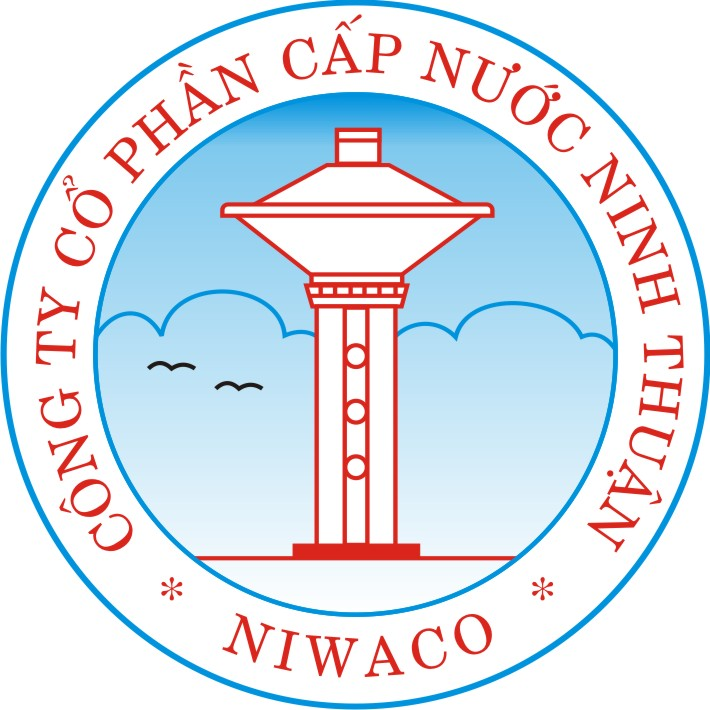 CÔNG TY CỔ PHẦN CẤP NƯỚC NINH THUẬN
* NIWACO *